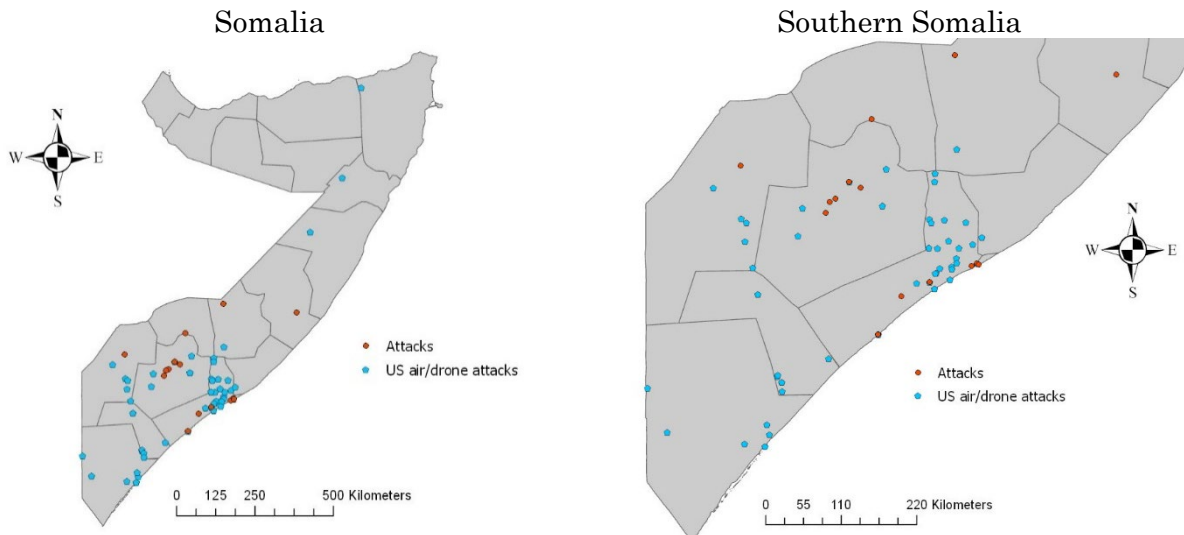 Somalia
Southern Somalia
N
W E
S
Attacks
US air/drone attacks
0 125 250 500 Kilometers
N
W E
S
Attacks
US air/drone attacks
0 55 110 220 Kilometers